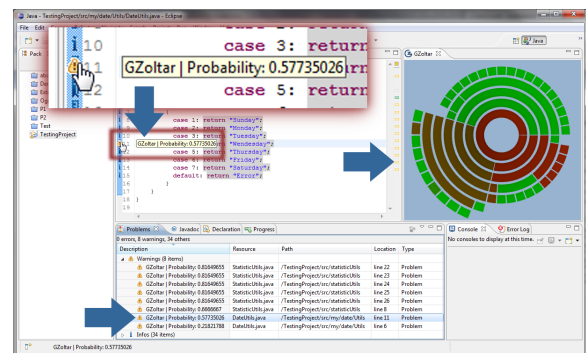 Java - TestingProject/src/my/date/Utils/DateUtils.java - Eclipse
File Edit
Java
10 case 3: return
11 GZoltar | Probability: 0.57735026
case 5: return
GZoltar
P1
P2
Test
TestingProject
case 1: return "Sunday";
case 2: return "Monday";
case 3: return "Tuesday";
GZoltar | Probability: 0.57735026 "Wendesday";
case 5: return "Thursday";
case 6: return "Friday";
case 7: return "Saturday";
default: return "Error";
}
}
18 }
19
Problems Javadoc Declaration Progress
0 errors, 8 warnings, 34 others
Description Resource Path Location Type
Warnings (8 items)
GZoltar | Probability: 0.81649655 StatisticUtils.java /TestingProject/src/statisticUtils line 22 Problem
GZoltar | Probability: 0.81649655 StatisticUtils.java /TestingProject/src/statisticUtils line 23 Problem
GZoltar | Probability: 0.81649655 StatisticUtils.java /TestingProject/src/statisticUtils line 24 Problem
GZoltar | Probability: 0.81649655 StatisticUtils.java /TestingProject/src/statisticUtils line 25 Problem
GZoltar | Probability: 0.81649655 StatisticUtils.java /TestingProject/src/statisticUtils line 26 Problem
GZoltar | Probability: 0.6666667 StatisticUtils.java /TestingProject/src/statisticUtils line 8 Problem
GZoltar | Probability: 0.57735026 DateUtils.java /TestingProject/src/my/date/Utils line 11 Problem
GZoltar | Probability: 0.21821788 DateUtils.java /TestingProject/src/my/date/Utils line 6 Problem
Infos (34 items)
Console Error Log
No consoles to display at this time.
GZoltar | Probability: 0.57735026